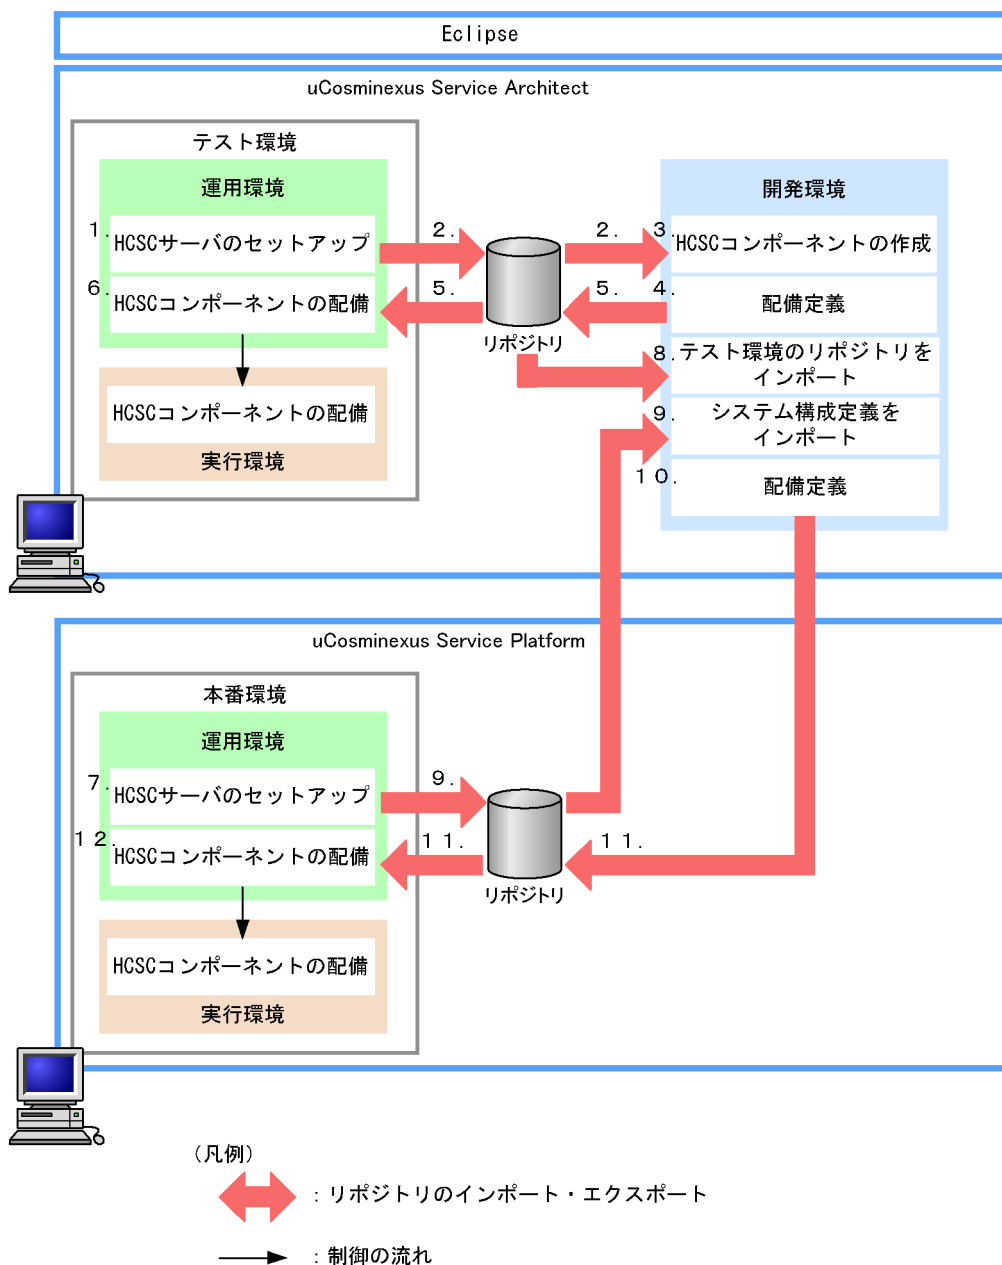 Eclipse
uCosminexus Service Architect
テスト環境
運用環境
開発環境
1.
HCSCサーバのセットアップ
2.
2.
3.
HCSCコンポーネントの作成
6.
HCSCコンポーネントの配備
5.
5.
4.
配備定義
リポジトリ
8.
テスト環境のリポジトリを
インポート
HCSCコンポーネントの配備
9.
システム構成定義を
インポート
実行環境
10.
配備定義
uCosminexus Service Platform
本番環境
運用環境
7.
HCSCサーバのセットアップ
9.
12.
HCSCコンポーネントの配備
11.
11.
リポジトリ
HCSCコンポーネントの配備
実行環境
（凡例）
：リポジトリのインポート・エクスポート
：制御の流れ